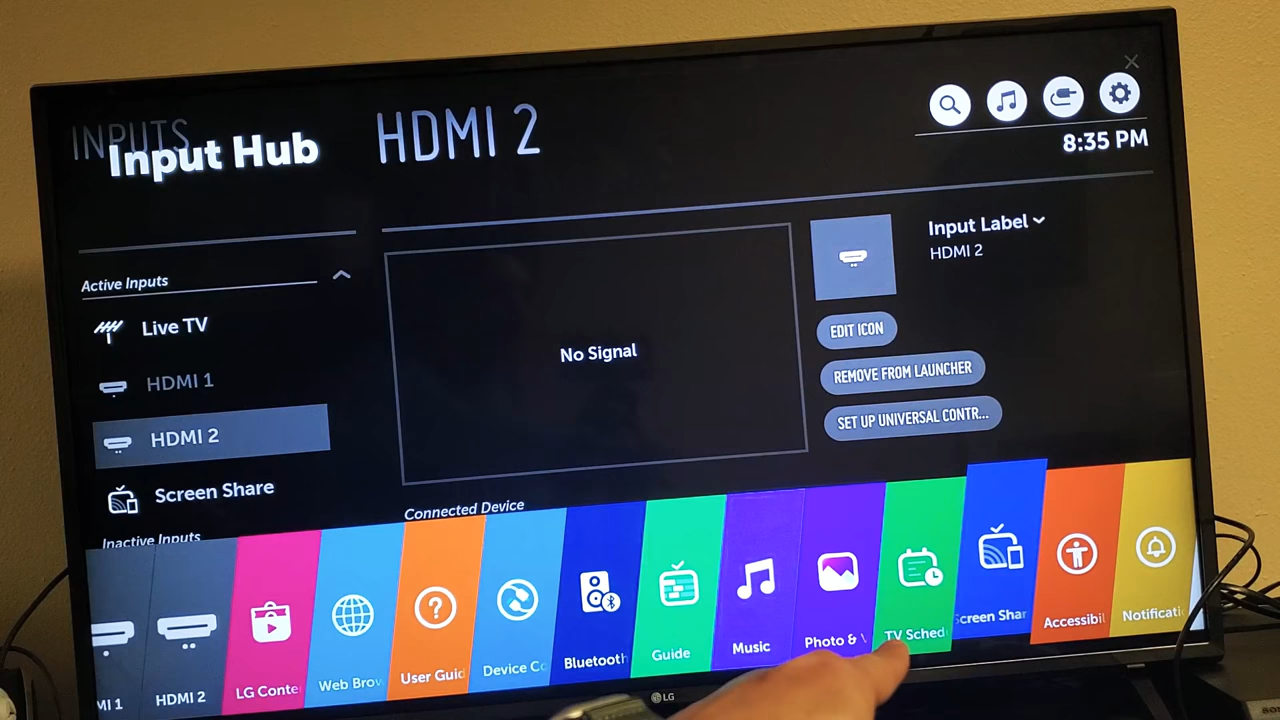 INPUTS
Input Hub
HDMI 2
8:35 PM
Active Inputs
Live TV
HDMI 1
HDMI 2
Screen Share
Inactive Inputs
No Signal
Input Label
HDMI 2
EDIT ICON
REMOVE FROM LAUNCHER
SET UP UNIVERSAL CONTR...
Connected Device
MI 1
HDMI 2
LG Conte
Web Brow
User Guid
Device Co
Bluetooth
Guide
Music
Photo & V
TV Sched
Screen Shar
Accessibil
Notificati
LG